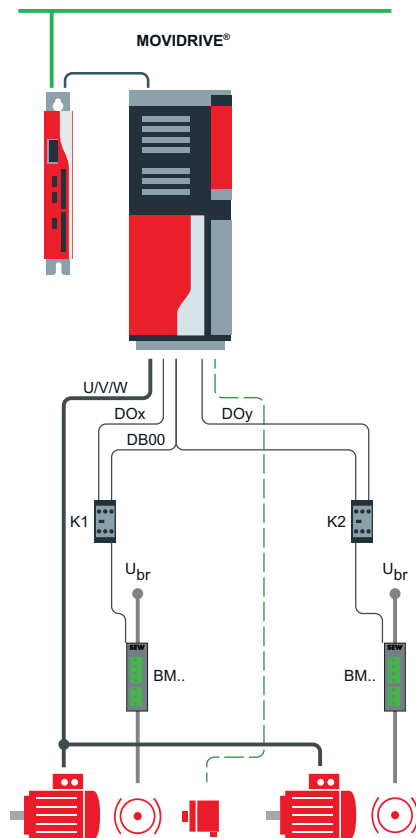 MOVIDRIVE®
U/V/W
DOx
DOy
DB00
K1
K2
Ubr
Ubr
SEW
SEW
BM..
BM..